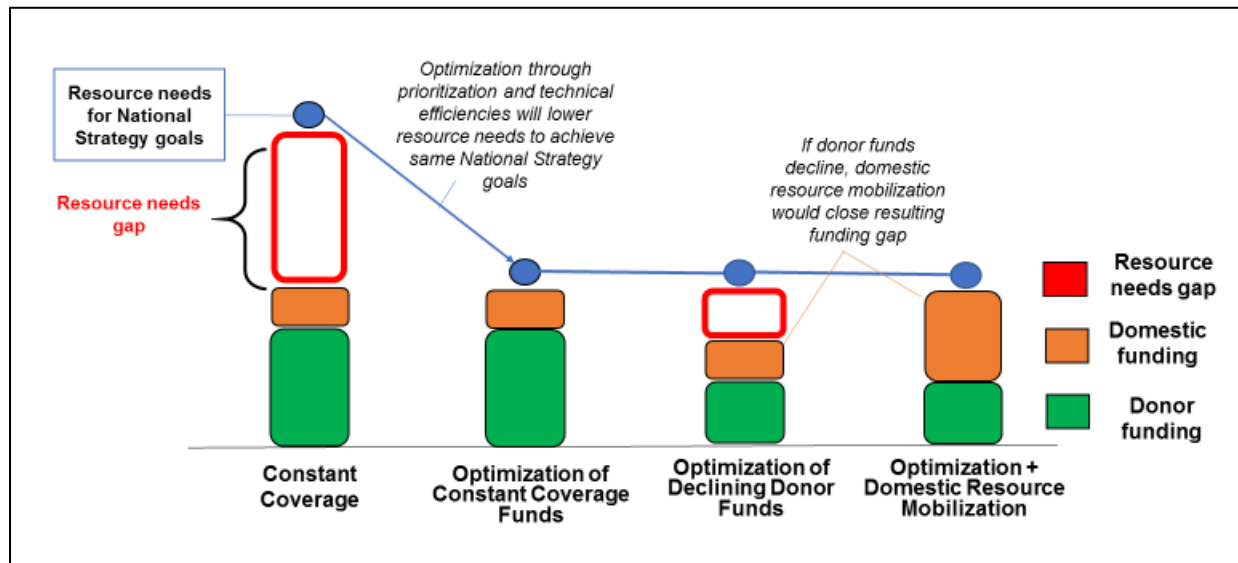 Resource needs
for National
Strategy goals
Optimization through
prioritization and technical
efficiencies will lower
resource needs to achieve
same National Strategy
goals
Resource needs
gap
If donor funds
decline, domestic
resource mobilization
would close resulting
funding gap
Resource
needs gap
Domestic
funding
Donor
funding
Constant
Coverage
Optimization of
Constant Coverage
Funds
Optimization of
Declining Donor
Funds
Optimization +
Domestic Resource
Mobilization